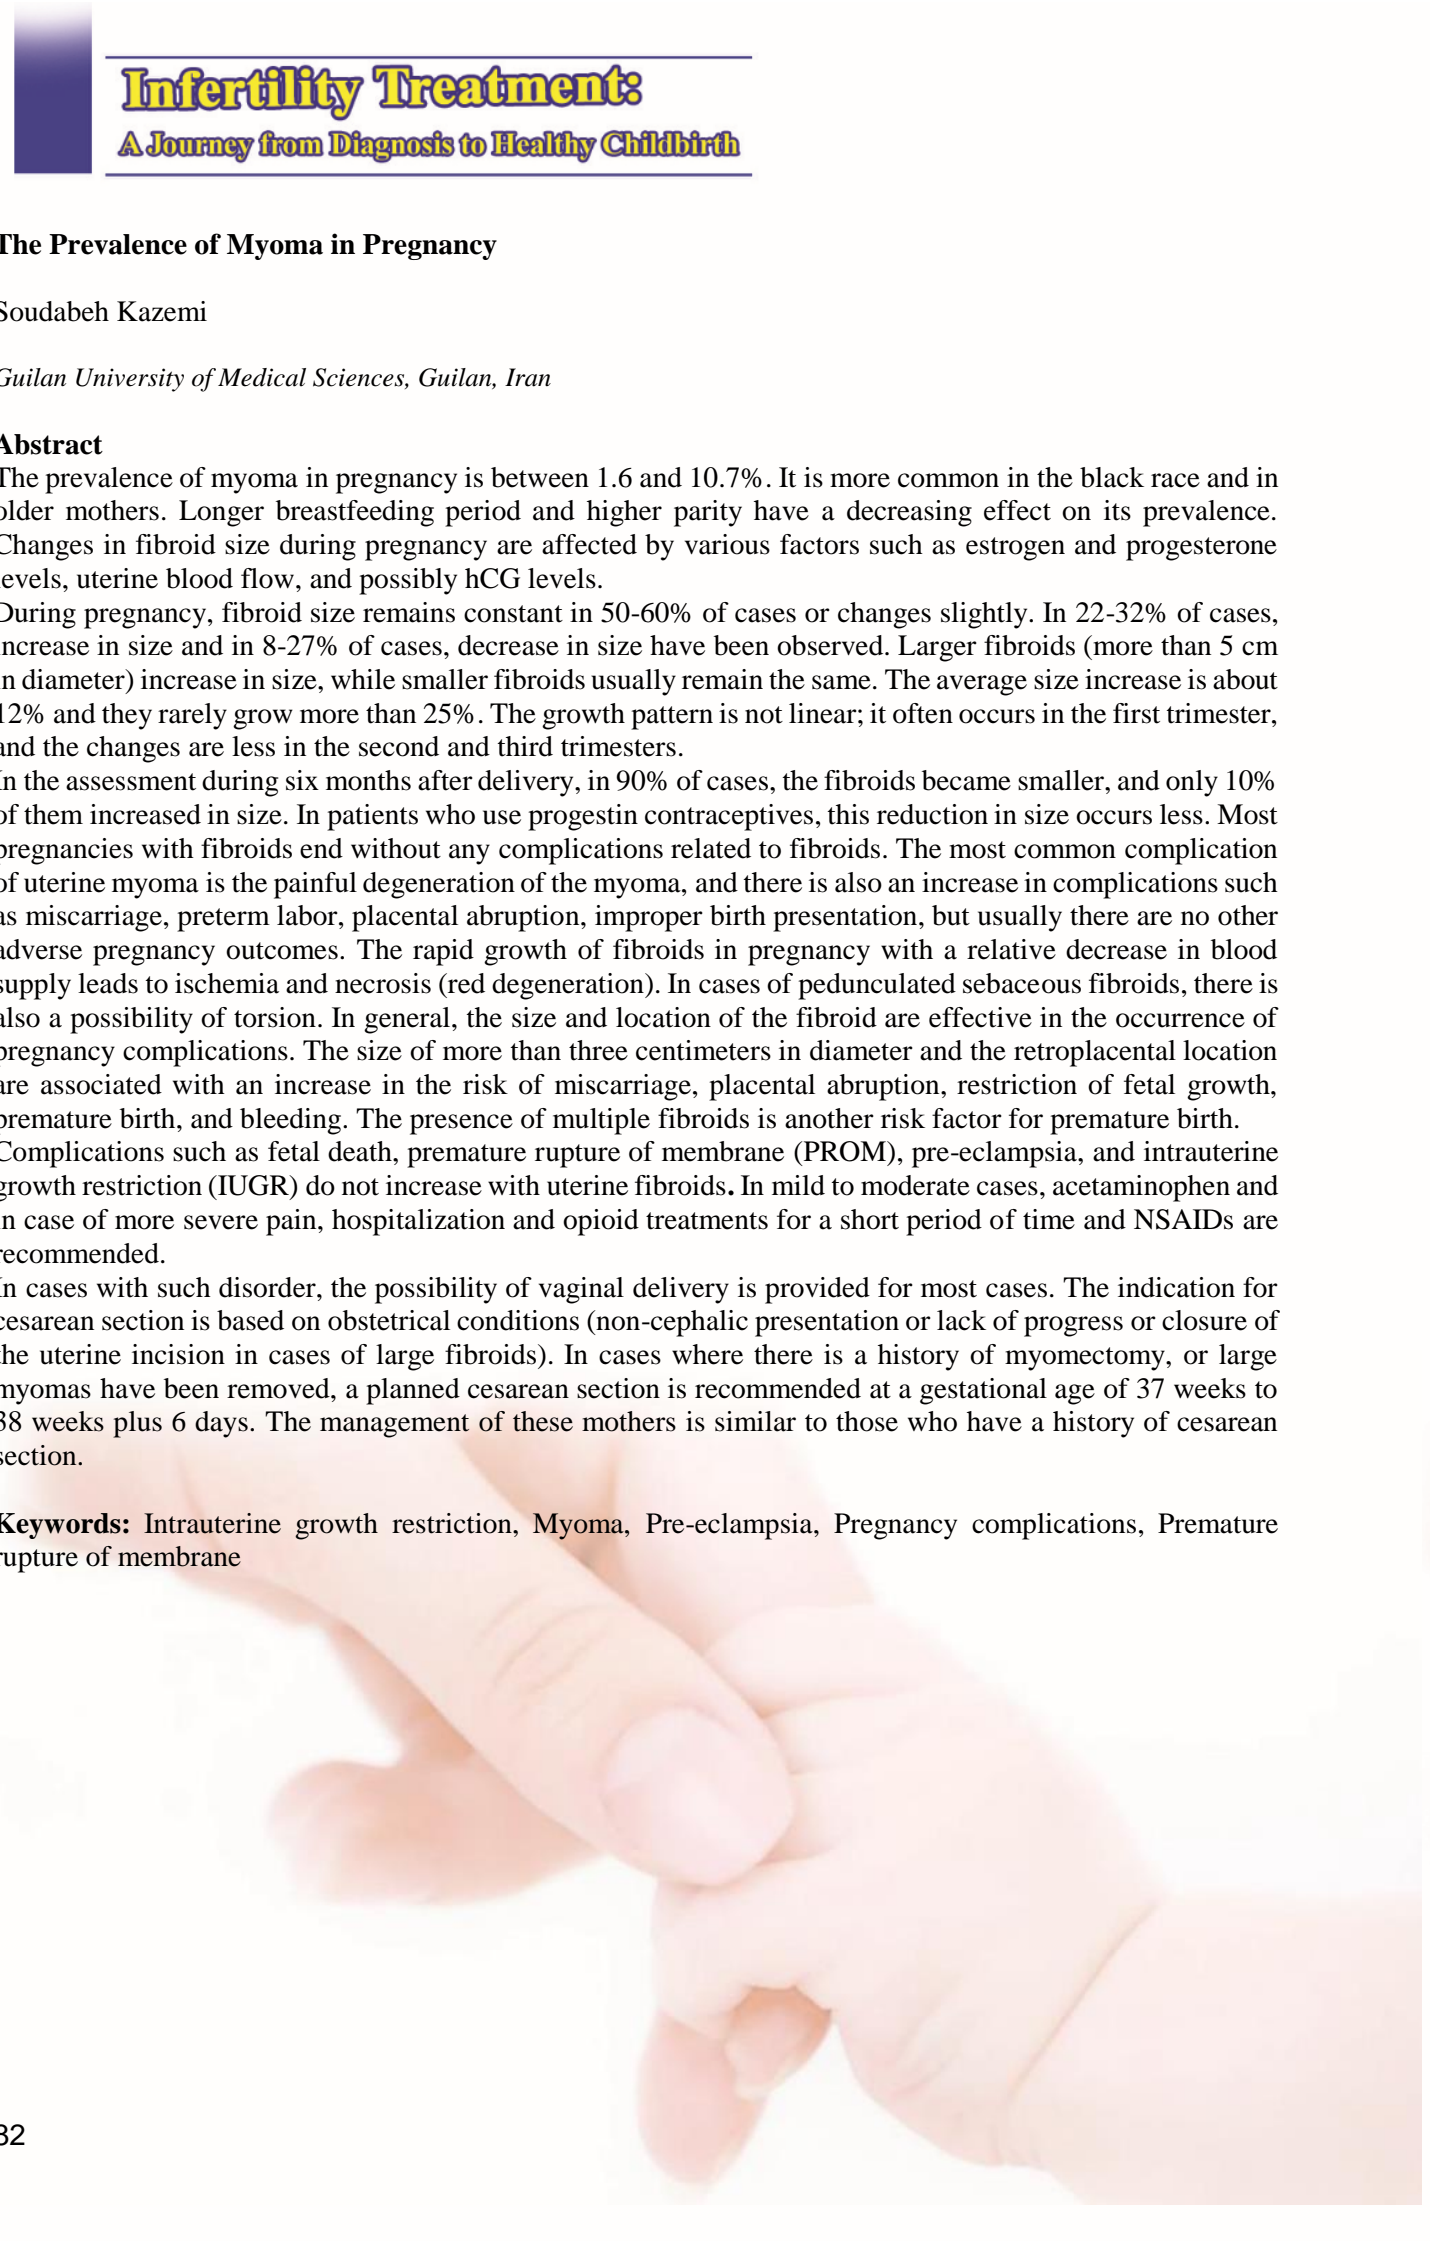 Infertility Treatment:
A Journey from Diagnosis to Healthy Childbirth
The Prevalence of Myoma in Pregnancy
Soudabeh Kazemi
Guilan University of Medical Sciences, Guilan, Iran
Abstract
The prevalence of myoma in pregnancy is between 1.6 and 10.7%. It is more common in the black race and in
older mothers. Longer breastfeeding period and higher parity have a decreasing effect on its prevalence.
Changes in fibroid size during pregnancy are affected by various factors such as estrogen and progesterone
levels, uterine blood flow, and possibly hCG levels.
During pregnancy, fibroid size remains constant in 50-60% of cases or changes slightly. In 22-32% of cases,
increase in size and in 8-27% of cases, decrease in size have been observed. Larger fibroids (more than 5 cm
in diameter) increase in size, while smaller fibroids usually remain the same. The average size increase is about
12% and they rarely grow more than 25%. The growth pattern is not linear; it often occurs in the first trimester,
and the changes are less in the second and third trimesters.
In the assessment during six months after delivery, in 90% of cases, the fibroids became smaller, and only 10%
of them increased in size. In patients who use progestin contraceptives, this reduction in size occurs less. Most
pregnancies with fibroids end without any complications related to fibroids. The most common complication
of uterine myoma is the painful degeneration of the myoma, and there is also an increase in complications such
as miscarriage, preterm labor, placental abruption, improper birth presentation, but usually there are no other
adverse pregnancy outcomes. The rapid growth of fibroids in pregnancy with a relative decrease in blood
supply leads to ischemia and necrosis (red degeneration). In cases of pedunculated sebaceous fibroids, there is
also a possibility of torsion. In general, the size and location of the fibroid are effective in the occurrence of
pregnancy complications. The size of more than three centimeters in diameter and the retroplacental location
are associated with an increase in the risk of miscarriage, placental abruption, restriction of fetal growth,
premature birth, and bleeding. The presence of multiple fibroids is another risk factor for premature birth.
Complications such as fetal death, premature rupture of membrane (PROM), pre-eclampsia, and intrauterine
growth restriction (IUGR) do not increase with uterine fibroids. In mild to moderate cases, acetaminophen and
in case of more severe pain, hospitalization and opioid treatments for a short period of time and NSAIDs are
recommended.
In cases with such disorder, the possibility of vaginal delivery is provided for most cases. The indication for
cesarean section is based on obstetrical conditions (non-cephalic presentation or lack of progress or closure of
the uterine incision in cases of large fibroids). In cases where there is a history of myomectomy, or large
myomas have been removed, a planned cesarean section is recommended at a gestational age of 37 weeks to
38 weeks plus 6 days. The management of these mothers is similar to those who have a history of cesarean
section.
Keywords: Intrauterine growth restriction, Myoma, Pre-eclampsia, Pregnancy complications, Premature
rupture of membrane
32